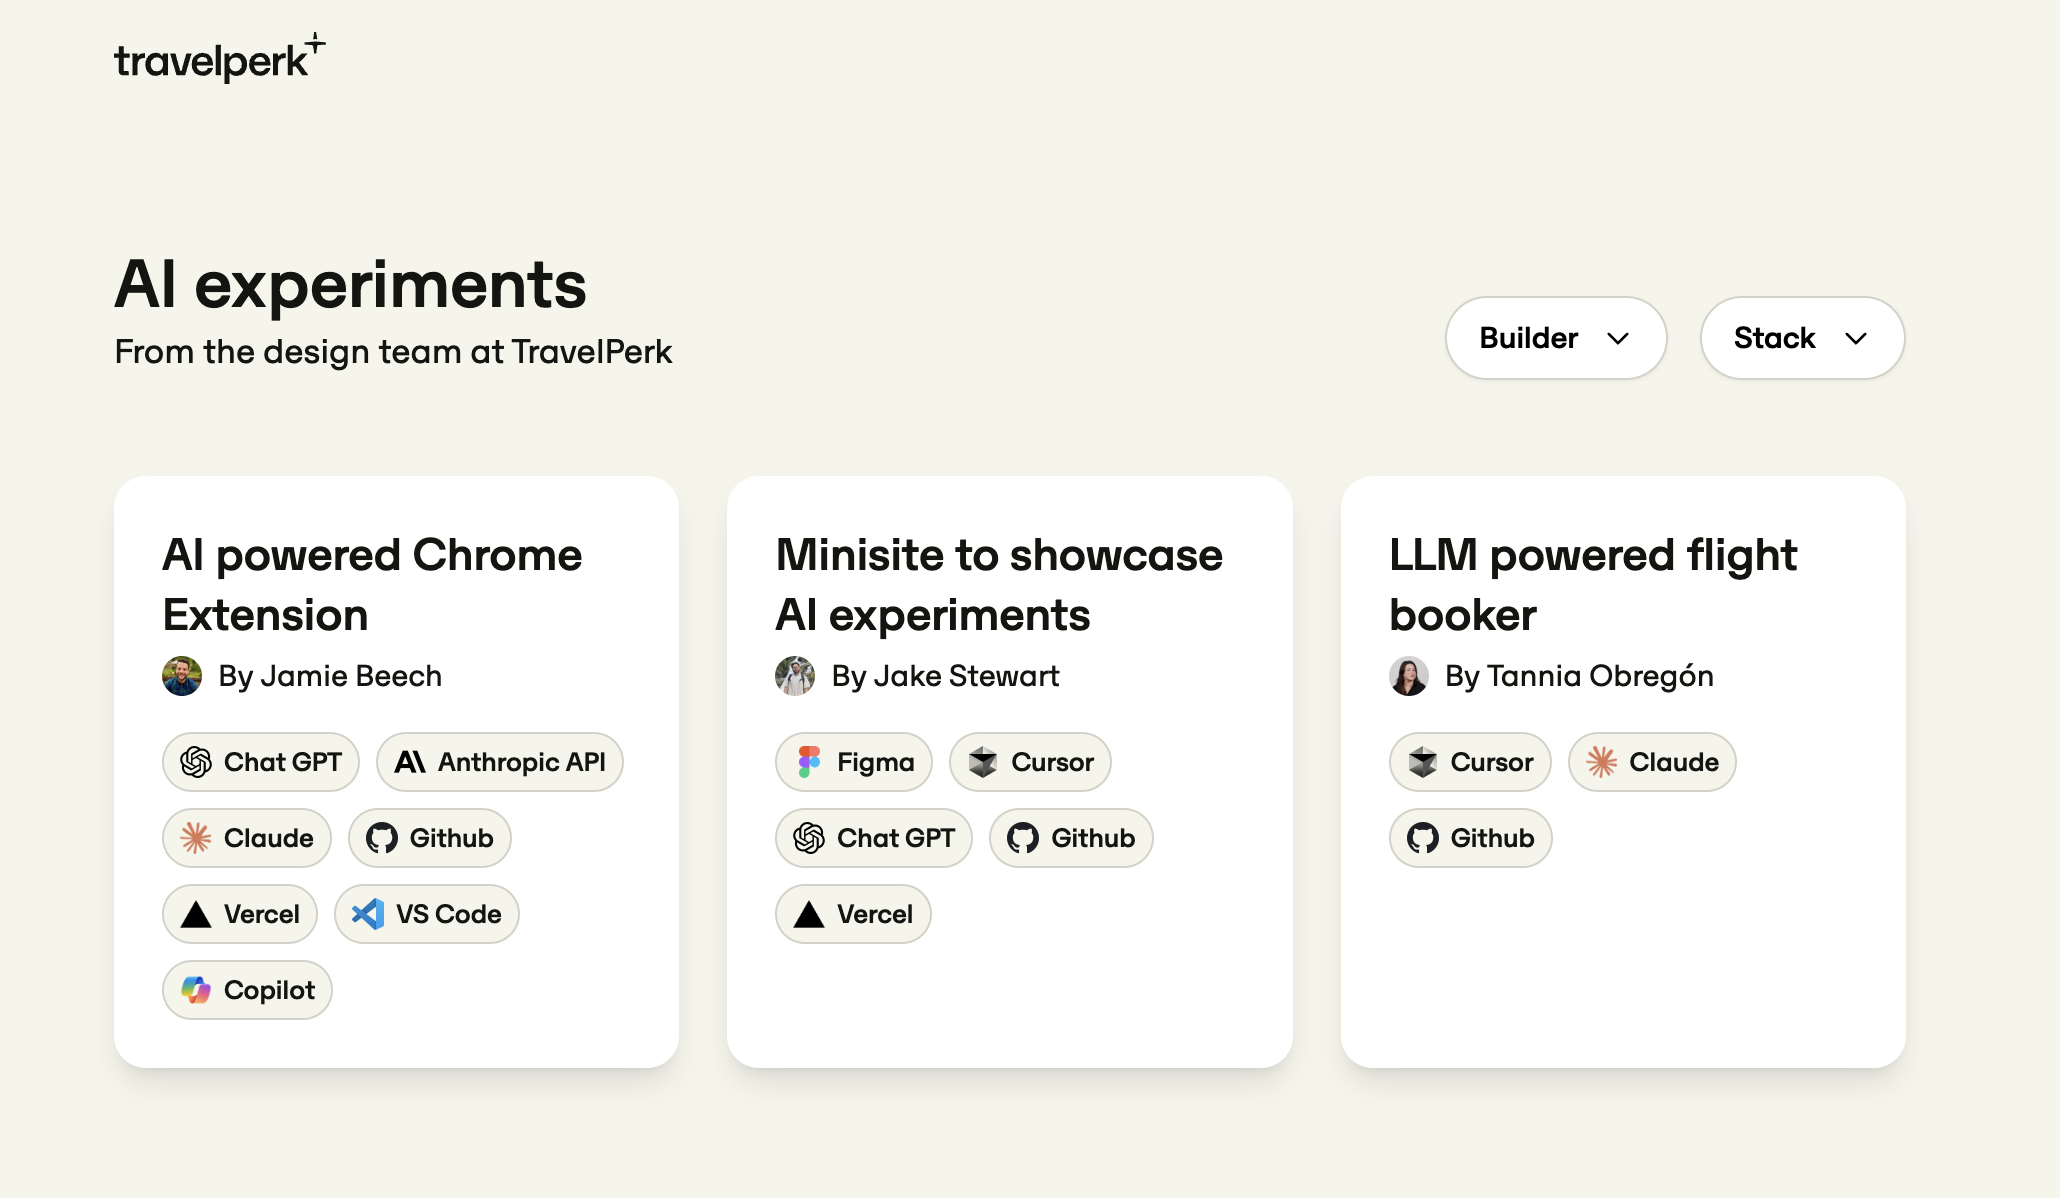 travelperk
AI experiments
From the design team at TravelPerk
Builder
Stack
AI powered Chrome
Extension
By Jamie Beech
Chat GPT
Anthropic API
Claude
Github
Vercel
VS Code
Copilot
Minisite to showcase
AI experiments
By Jake Stewart
Figma
Cursor
Chat GPT
Github
Vercel
LLM powered flight
booker
By Tannia Obregón
Cursor
Claude
Github